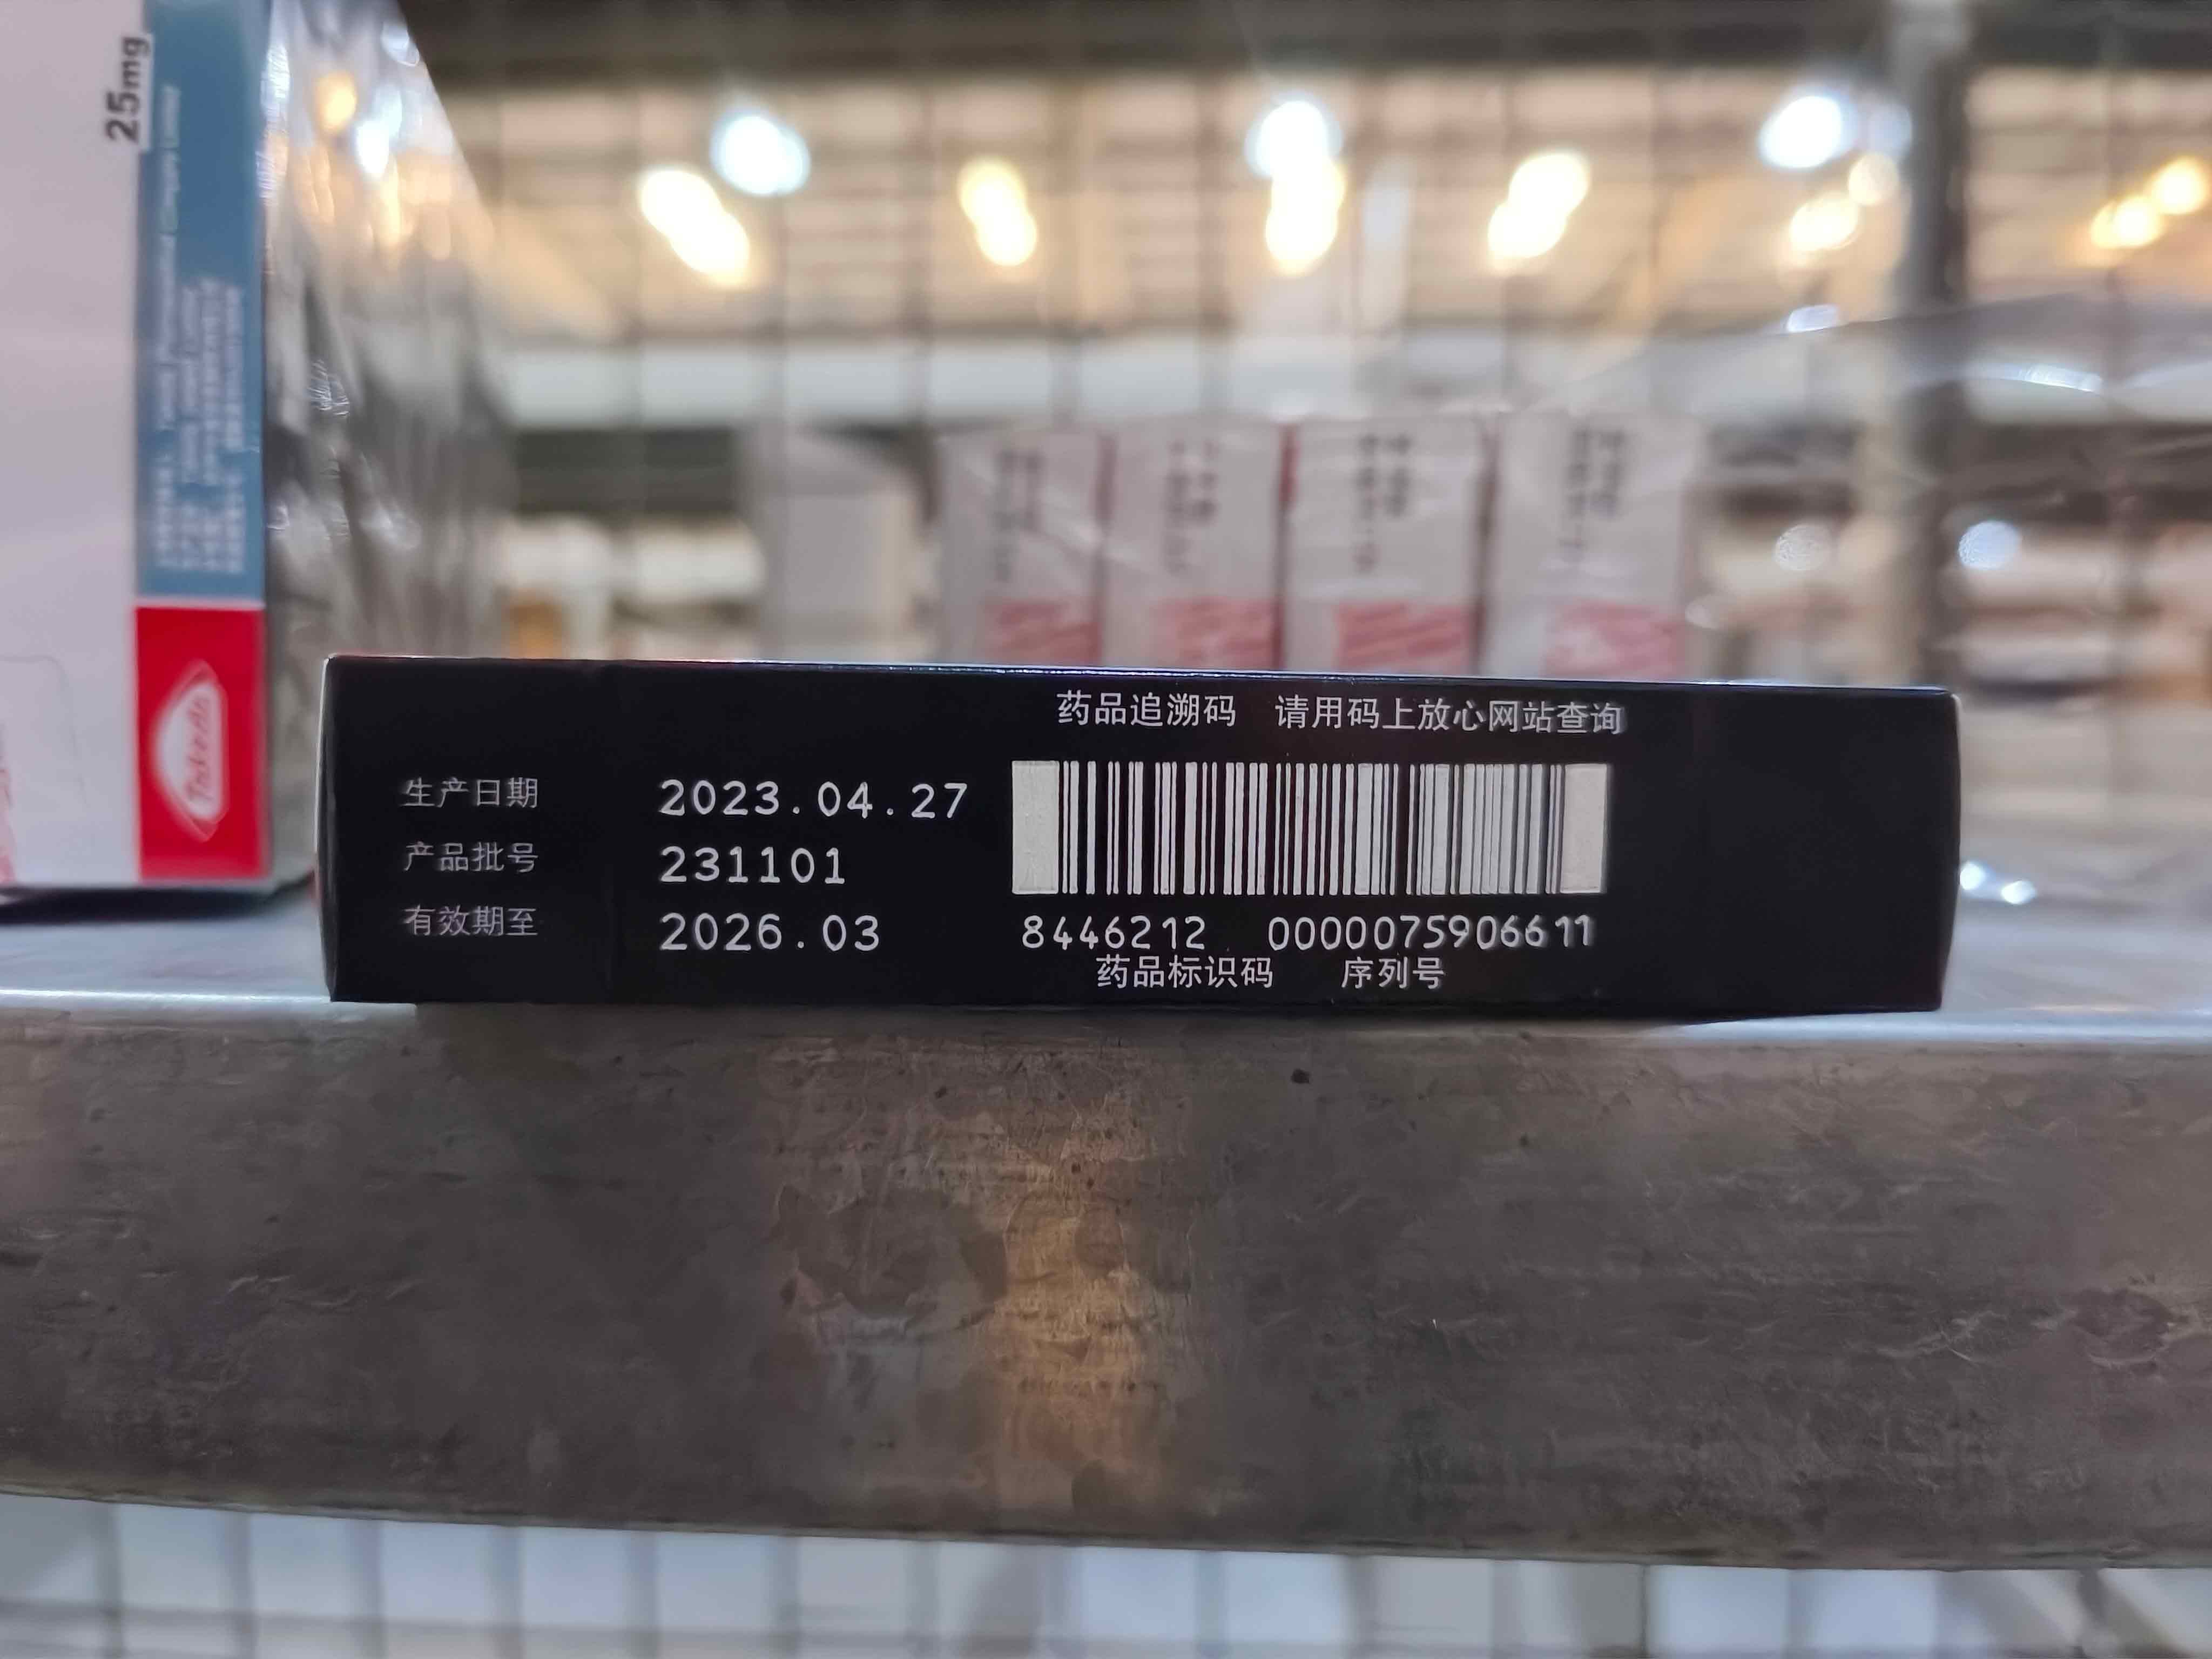 25mg
Takeda
药品追溯码 请用码上放心网站查询
生产日期 2023.04.27
产品批号 231101
有效期至 2026.03
8446212 0000075906611
药品标识码 序列号